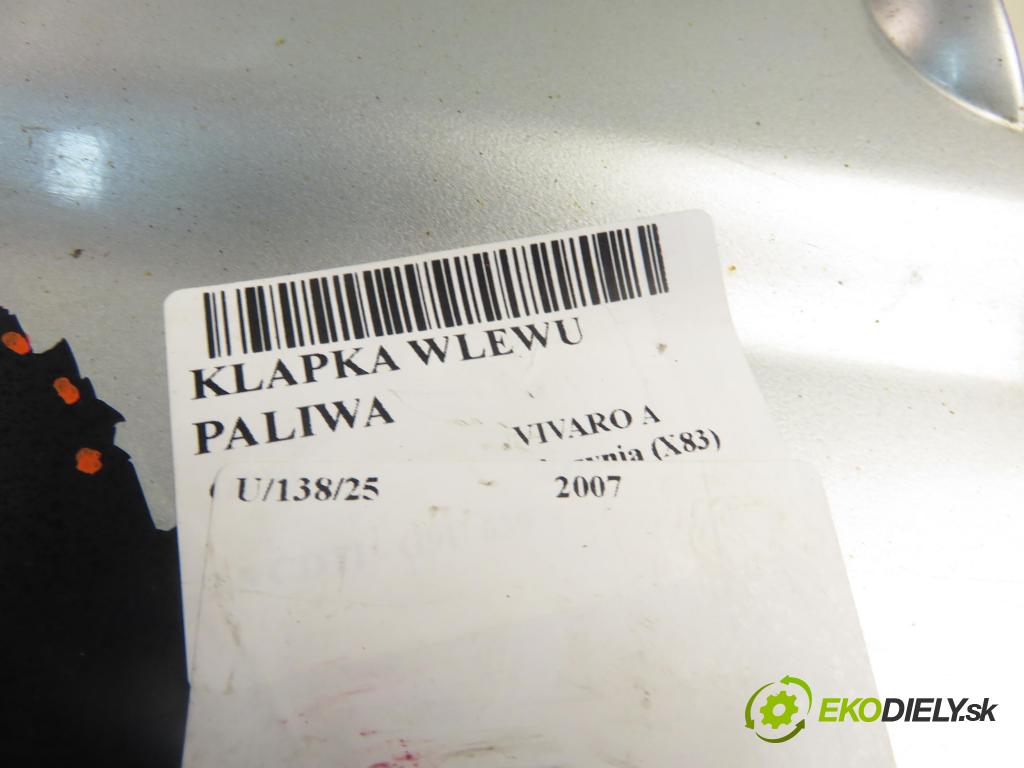 KLAPKA WLEWU
PALIWA
VIVARO A
(X83)
U/138/25 2007
EKODIELY.sk